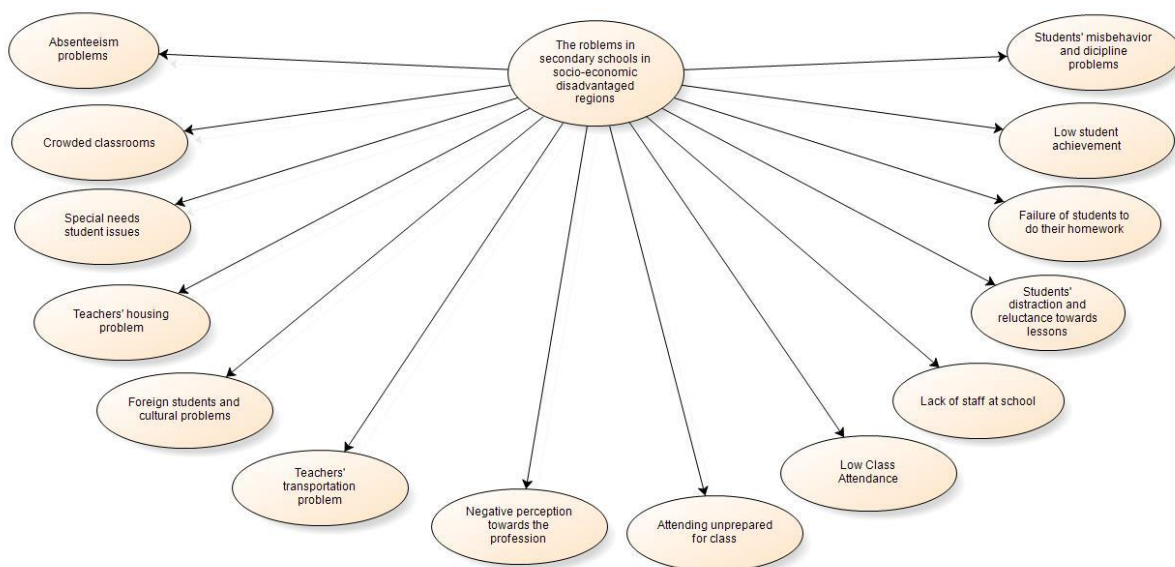 The roblems in
secondary schools in
socio-economic
disadvantaged
regions
Absenteeism
problems
Crowded classrooms
Special needs
student issues
Teachers' housing
problem
Foreign students and
cultural problems
Teachers'
transportation
problem
Negative perception
towards the
profession
Attending unprepared
for class
Low Class
Attendance
Lack of staff at school
Students'
distraction and
reluctance towards
lessons
Failure of students to
do their homework
Low student
achievement
Students' misbehavior
and dicipline
problems